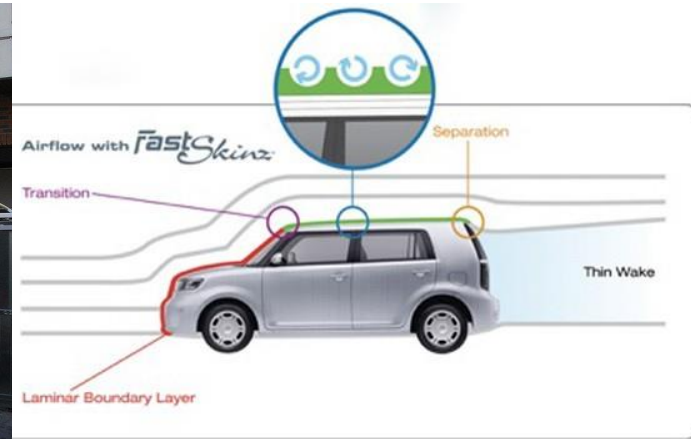 Airflow with FastSkinz
Separation
Transition
Thin Wake
Laminar Boundary Layer